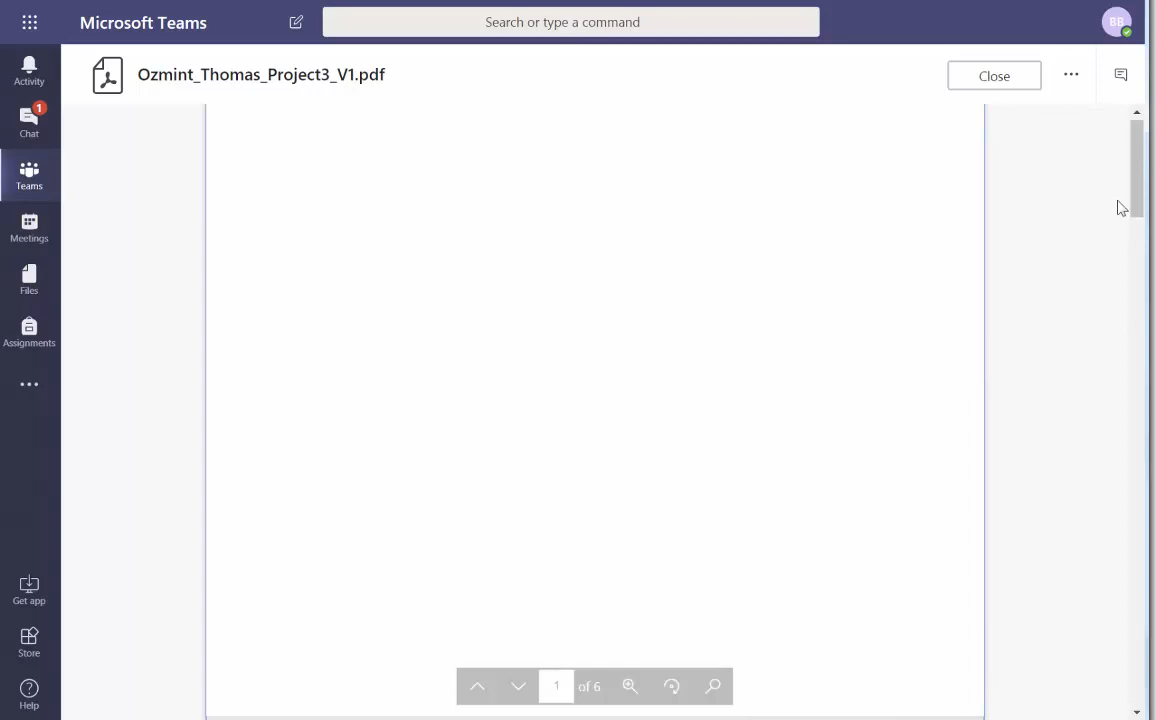 Microsoft Teams
Search or type a command
BB
Ozmint_Thomas_Project3_V1.pdf
Close
Activity
1
Chat
Teams
Meetings
Files
Assignments
Get app
Store
Help
1 of 6